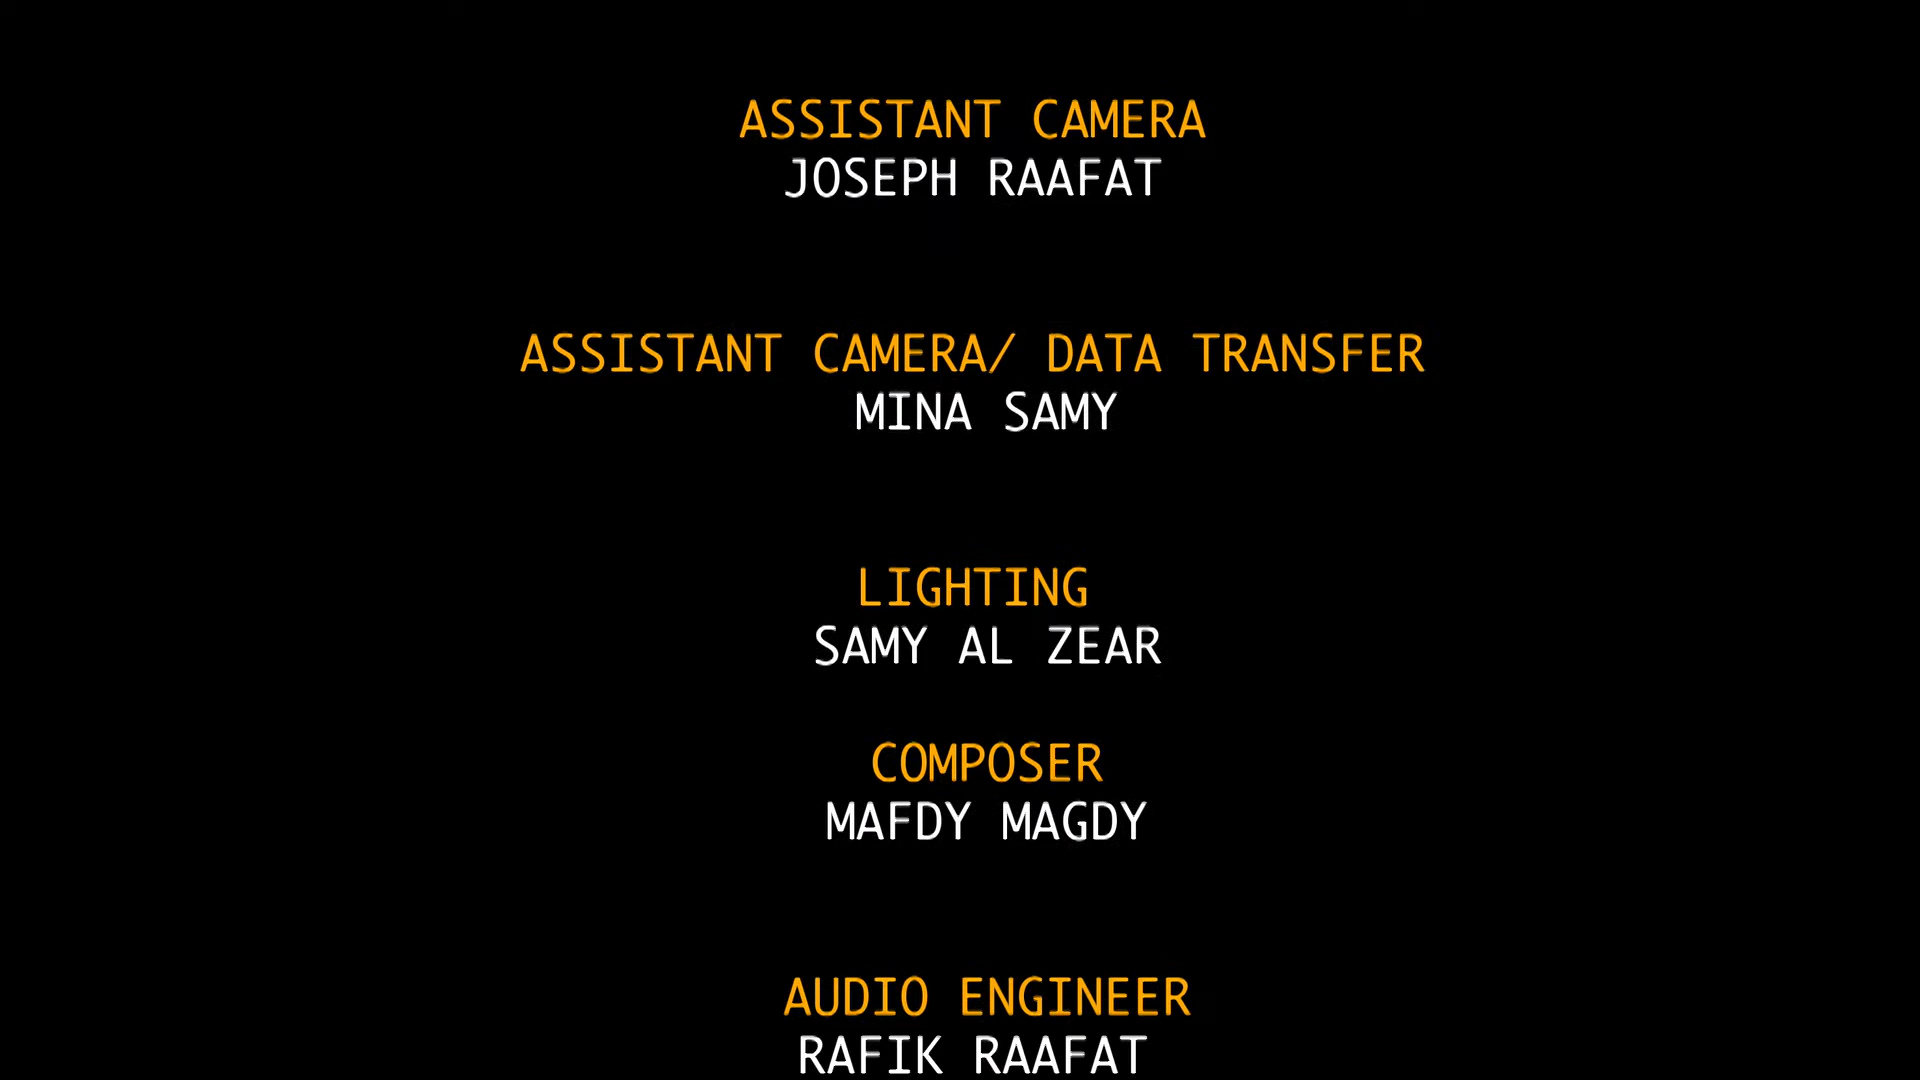 ASSISTANT CAMERA
JOSEPH RAAFAT
ASSISTANT CAMERA/ DATA TRANSFER
MINA SAMY
LIGHTING
SAMY AL ZEAR
COMPOSER
MAFDY MAGDY
AUDIO ENGINEER
RAFIK RAAFAT